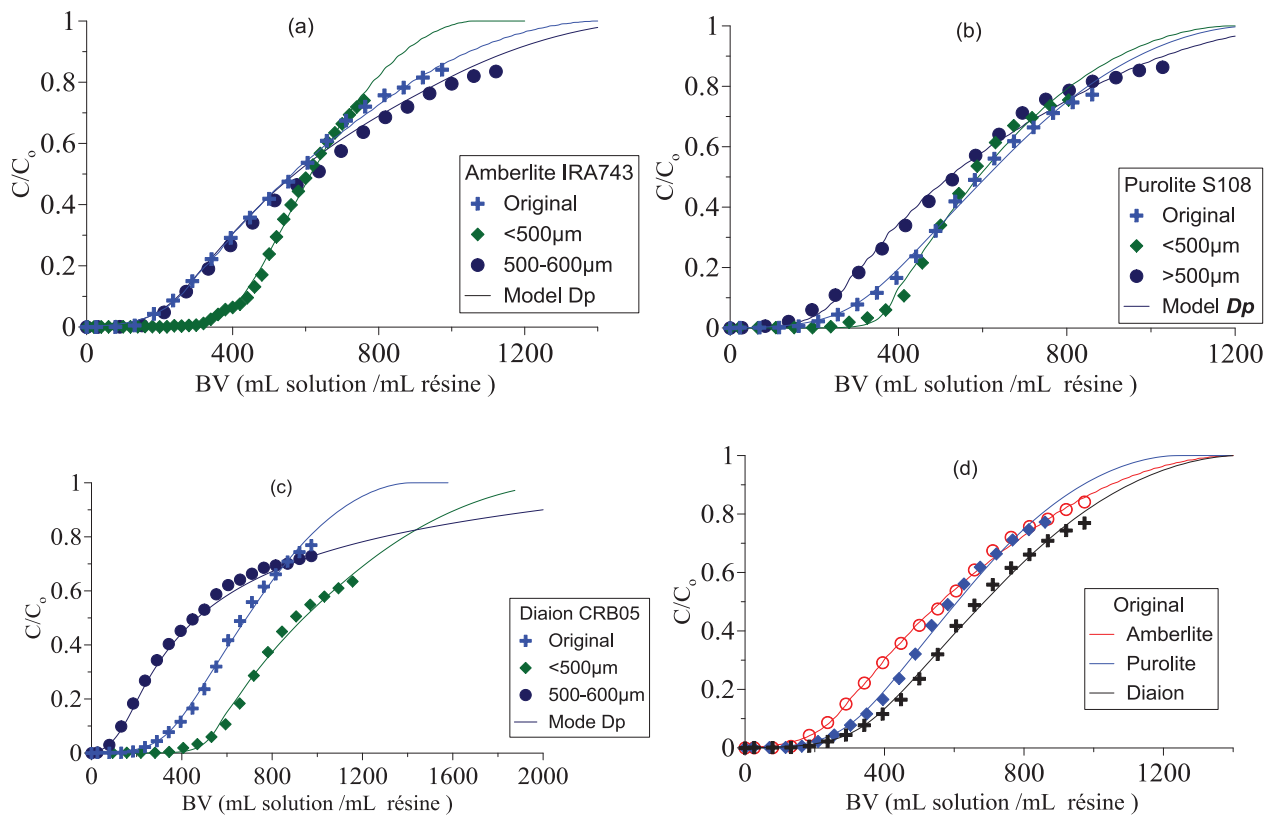 (a)
C/Co
1
0.8
0.6
0.4
0.2
0
0
400
800
1200
BV (mL solution /mL résine )
Amberlite IRA743
Original
<500µm
500-600µm
Model Dp
(b)
C/Co
1
0.8
0.6
0.4
0.2
0
0
400
800
1200
BV (mL solution /mL résine )
Purolite S108
Original
<500µm
>500µm
Model Dp
(c)
C/Co
1
0.8
0.6
0.4
0.2
0
0
400
800
1200
1600
2000
BV (mL solution /mL résine )
Diaion CRB05
Original
<500µm
500-600µm
Mode Dp
(d)
C/Co
1
0.8
0.6
0.4
0.2
0
0
400
800
1200
BV (mL solution /mL résine )
Original
Amberlite
Purolite
Diaion